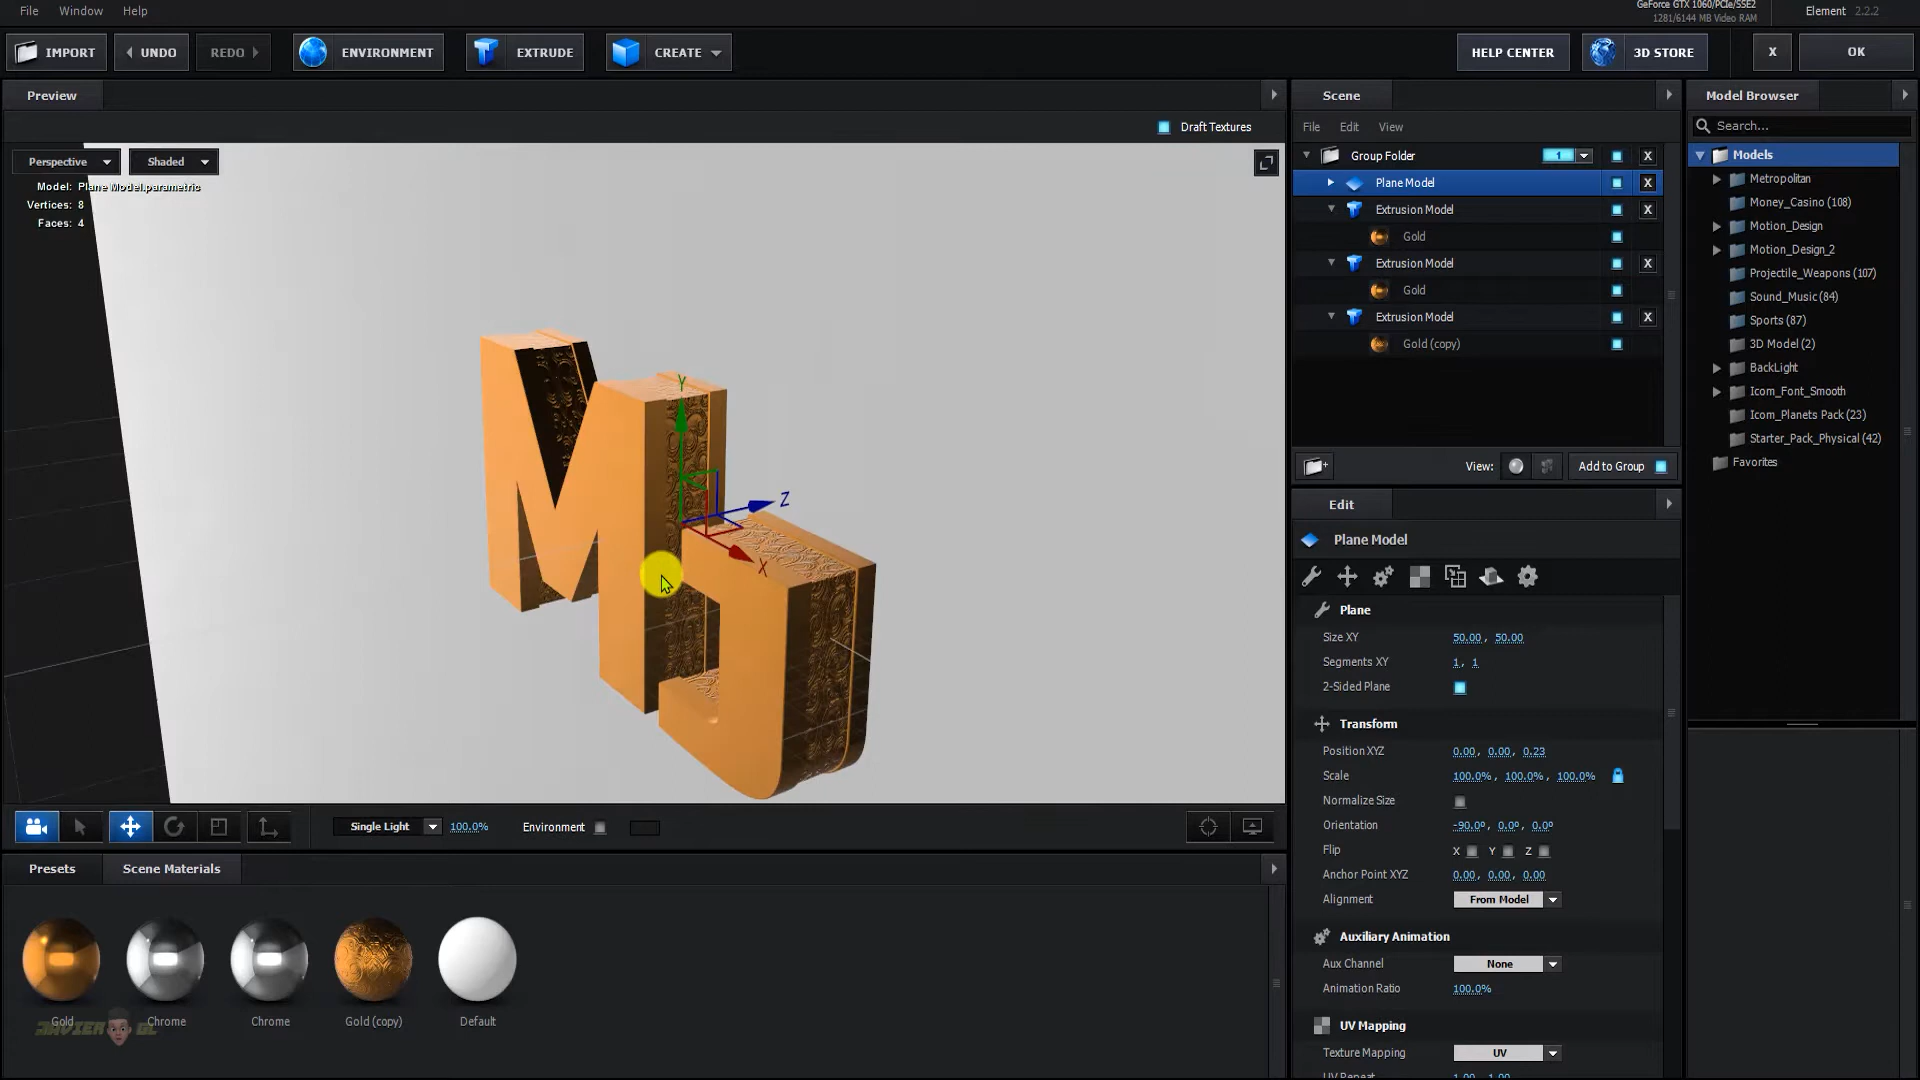 File Window Help
GeForce GTX 1060/PCIe/SSE2
1281/6144 MB Video RAM
Element 2.2.2
IMPORT UNDO REDO ENVIRONMENT EXTRUDE CREATE HELP CENTER 3D STORE X OK
Preview
Draft Textures
Perspective Shaded
Model: Plane Model.parametric
Vertices: 8
Faces: 4
Y
Z
X
Single Light 100.0% Environment
Presets Scene Materials
Gold Chrome Chrome Gold (copy) Default
JAVIER GL
Scene
File Edit View
Group Folder 1 X
Plane Model X
Extrusion Model X
Gold
Extrusion Model X
Gold
Extrusion Model X
Gold (copy)
View: Add to Group
Edit
Plane Model
Plane
Size XY 50.00, 50.00
Segments XY 1, 1
2-Sided Plane
Transform
Position XYZ 0.00, 0.00, 0.23
Scale 100.0%, 100.0%, 100.0%
Normalize Size
Orientation -90.0°, 0.0°, 0.0°
Flip X Y Z
Anchor Point XYZ 0.00, 0.00, 0.00
Alignment From Model
Auxiliary Animation
Aux Channel None
Animation Ratio 100.0%
UV Mapping
Texture Mapping UV
UV Repeat 1.00, 1.00
Model Browser
Search...
Models
Metropolitan
Money_Casino (108)
Motion_Design
Motion_Design_2
Projectile_Weapons (107)
Sound_Music (84)
Sports (87)
3D Model (2)
BackLight
Icom_Font_Smooth
Icom_Planets Pack (23)
Starter_Pack_Physical (42)
Favorites